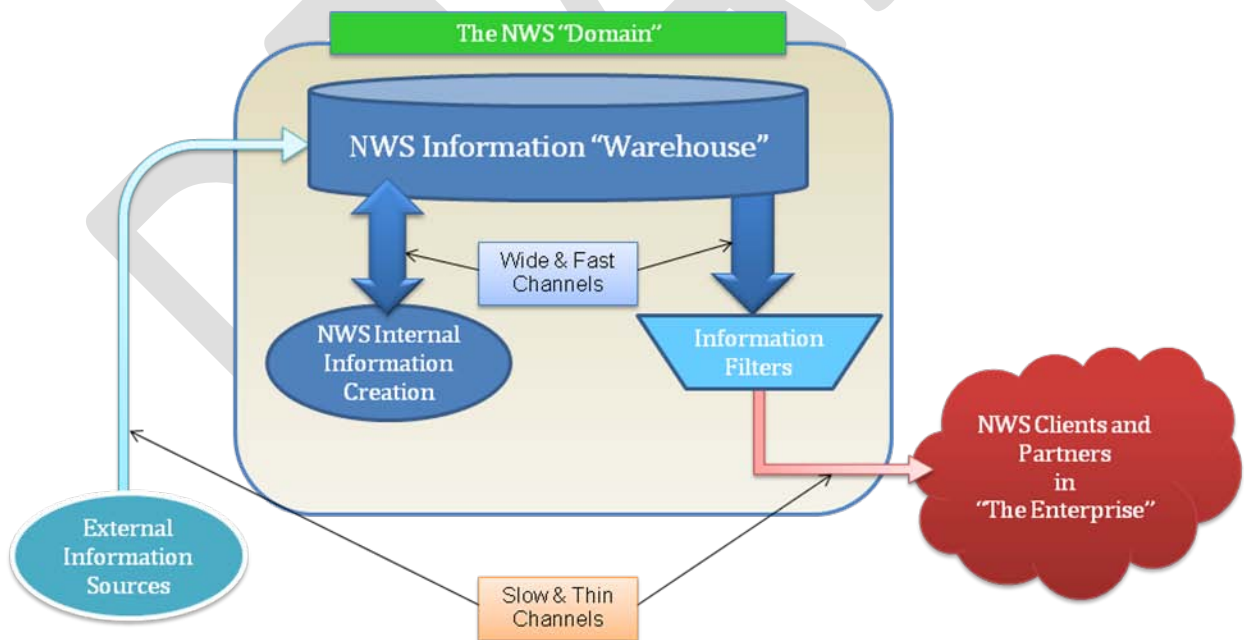 The NWS “Domain”
NWS Information “Warehouse”
Wide & Fast
Channels
NWS Internal
Information
Creation
Information
Filters
NWS Clients and
Partners
in
“The Enterprise”
External
Information
Sources
Slow & Thin
Channels